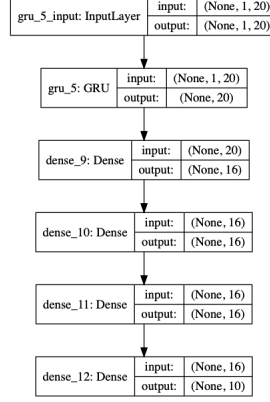 gru_5_input: InputLayer input: (None, 1, 20)
output: (None, 1, 20)
gru_5: GRU input: (None, 1, 20)
output: (None, 20)
dense_9: Dense input: (None, 20)
output: (None, 16)
dense_10: Dense input: (None, 16)
output: (None, 16)
dense_11: Dense input: (None, 16)
output: (None, 16)
dense_12: Dense input: (None, 16)
output: (None, 10)